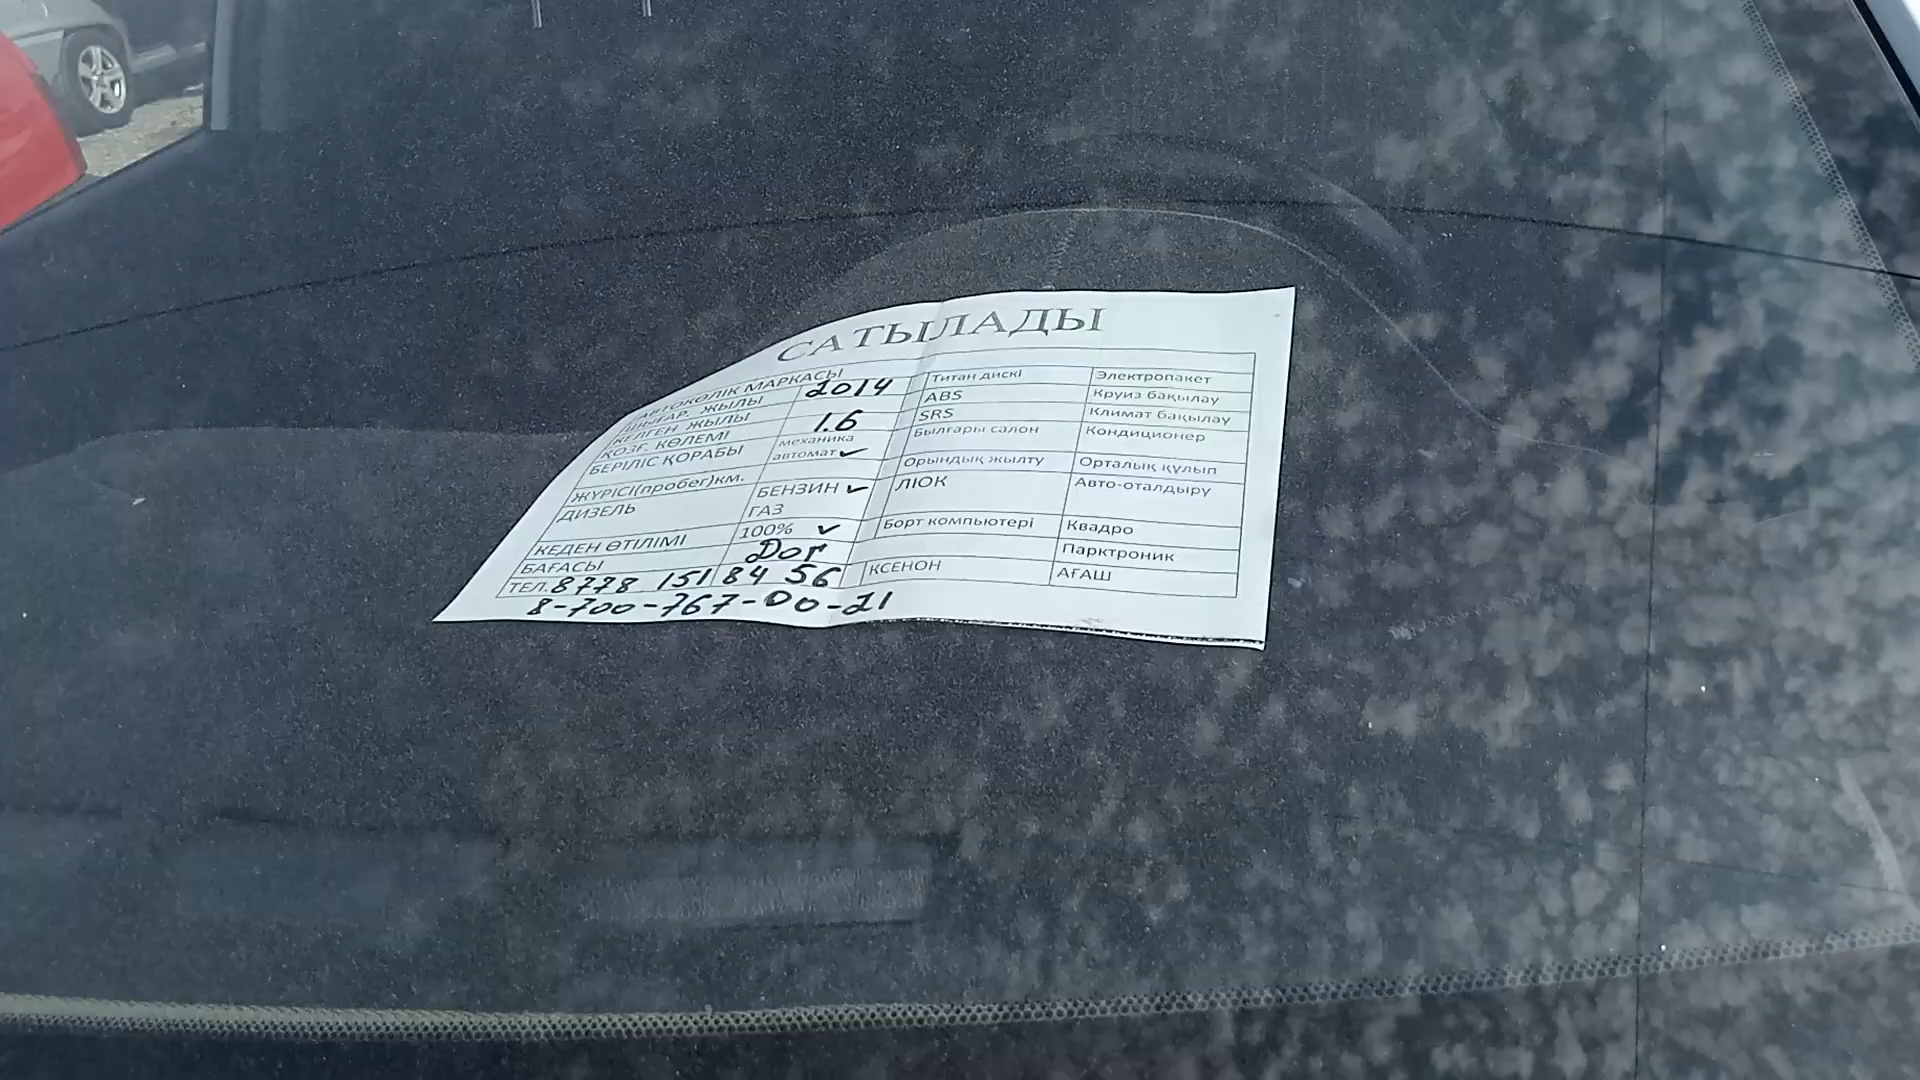 САТЫЛАДЫ
АВТОКӨЛІК МАРКАСЫ
ШЫҒАР. ЖЫЛЫ 2014
КЕЛГЕН ЖЫЛЫ
ҚОЗҒ. КӨЛЕМІ 1.6
БЕРІЛІС ҚОРАБЫ механика
автомат ✓
ЖҮРІСІ(пробег)км.
ДИЗЕЛЬ БЕНЗИН ✓
ГАЗ
КЕДЕН ӨТІЛІМІ 100% ✓
БАҒАСЫ Дог
ТЕЛ. 8778 151 84 56
8-700-767-00-21
Титан дискі Электропакет
ABS Круиз бақылау
SRS Климат бақылау
Былғары салон Кондиционер
Орындық жылту Орталық құлып
ЛЮК Авто-оталдыру
Борт компьютері Квадро
Парктроник
КСЕНОН АҒАШ